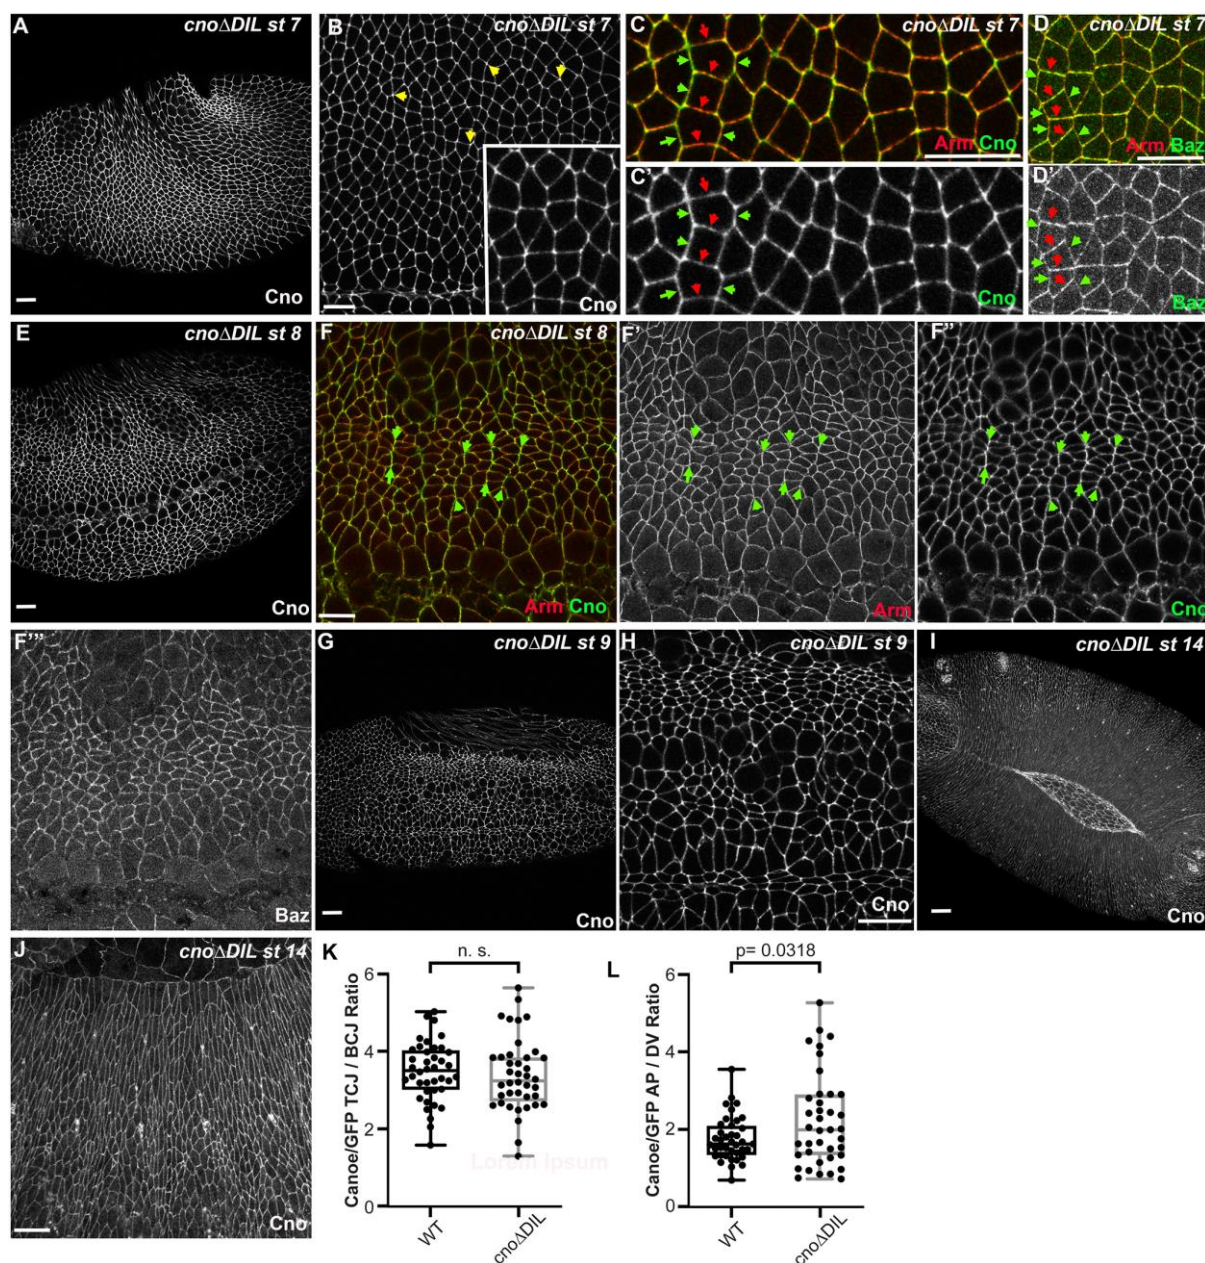 A cnoΔDIL st 7 Cno
B cnoΔDIL st 7 Cno
C cnoΔDIL st 7 Arm Cno
C' Cno
D cnoΔDIL st 7 Arm Baz
D' Baz
E cnoΔDIL st 8 Cno
F cnoΔDIL st 8 Arm Cno
F' Arm
F" Cno
F'" Baz
G cnoΔDIL st 9 Cno
H cnoΔDIL st 9 Cno
I cnoΔDIL st 14 Cno
J cnoΔDIL st 14 Cno
K
n. s.
Canoe/GFP TCJ / BCJ Ratio
6
4
2
0
Lorem Ipsum
WT
cnoΔDIL
L
p= 0.0318
Canoe/GFP AP / DV Ratio
6
4
2
0
WT
cnoΔDIL